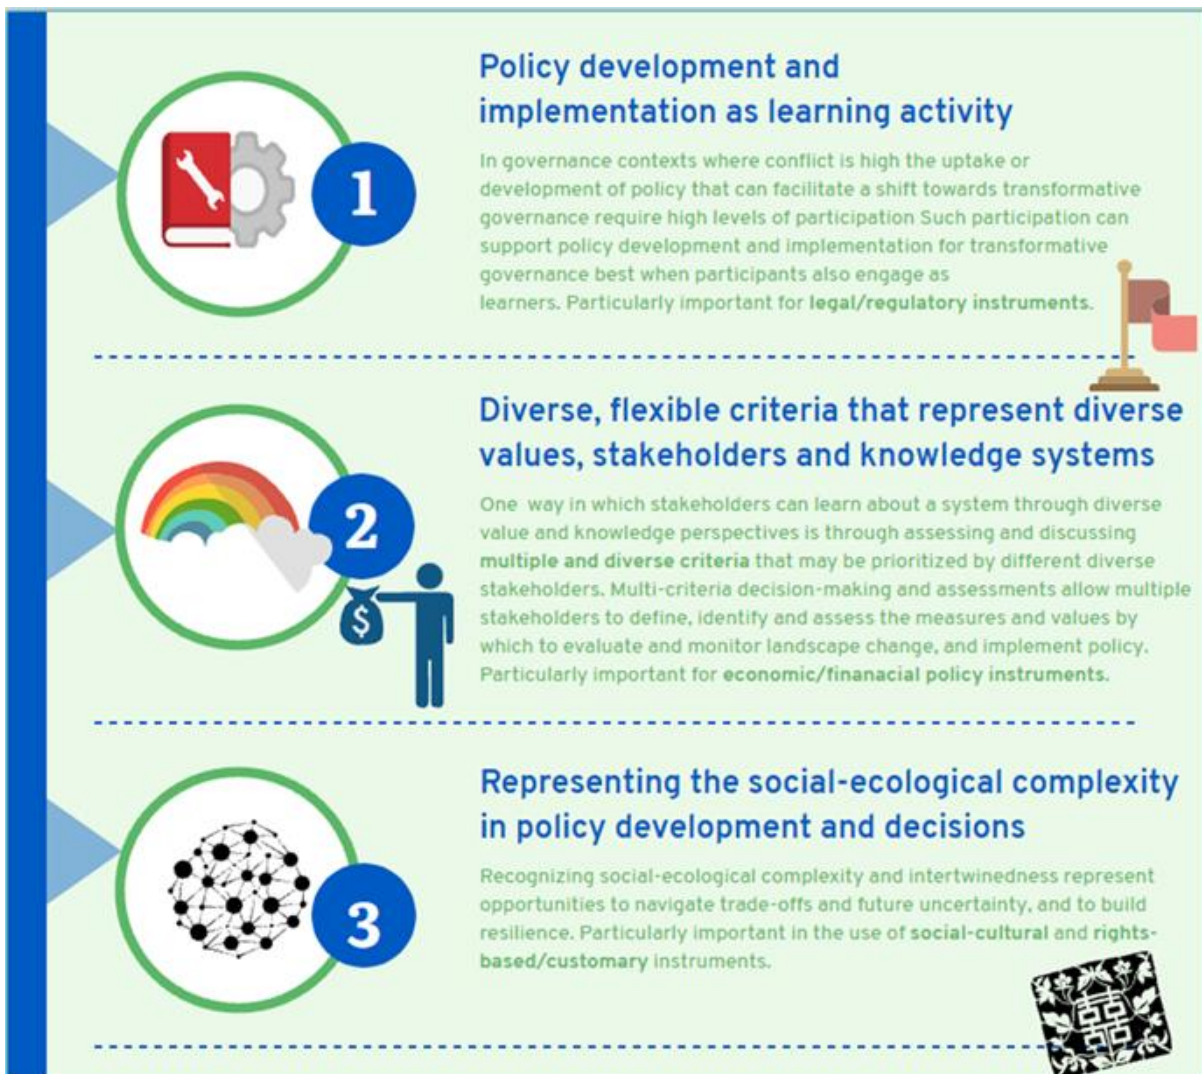 Policy development and
implementation as learning activity
1
In governance contexts where conflict is high the uptake or
development of policy that can facilitate a shift towards transformative
governance require high levels of participation Such participation can
support policy development and implementation for transformative
governance best when participants also engage as
learners. Particularly important for legal/regulatory instruments.
Diverse, flexible criteria that represent diverse
values, stakeholders and knowledge systems
2
One way in which stakeholders can learn about a system through diverse
value and knowledge perspectives is through assessing and discussing
multiple and diverse criteria that may be prioritized by different diverse
stakeholders. Multi-criteria decision-making and assessments allow multiple
stakeholders to define, identify and assess the measures and values by
which to evaluate and monitor landscape change, and implement policy.
Particularly important for economic/finanacial policy instruments.
$
Representing the social-ecological complexity
in policy development and decisions
3
Recognizing social-ecological complexity and intertwinedness represent
opportunities to navigate trade-offs and future uncertainty, and to build
resilience. Particularly important in the use of social-cultural and rights-
based/customary instruments.
囍